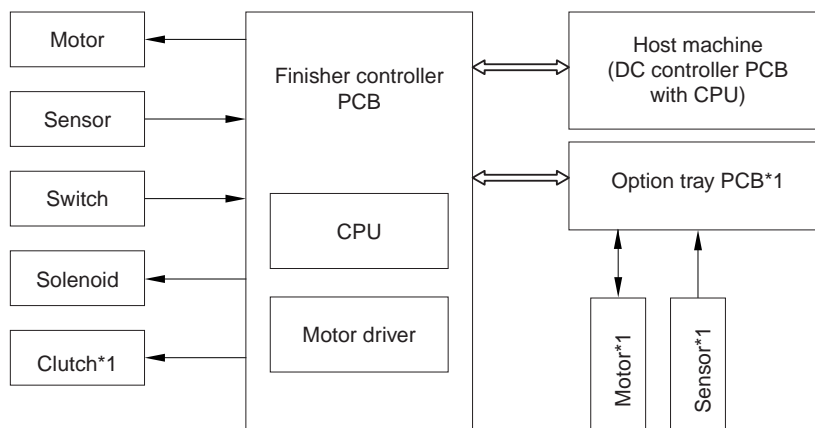 Motor
Sensor
Switch
Solenoid
Clutch*1
Finisher controller
PCB
CPU
Motor driver
Host machine
(DC controller PCB
with CPU)
Option tray PCB*1
Motor*1
Sensor*1